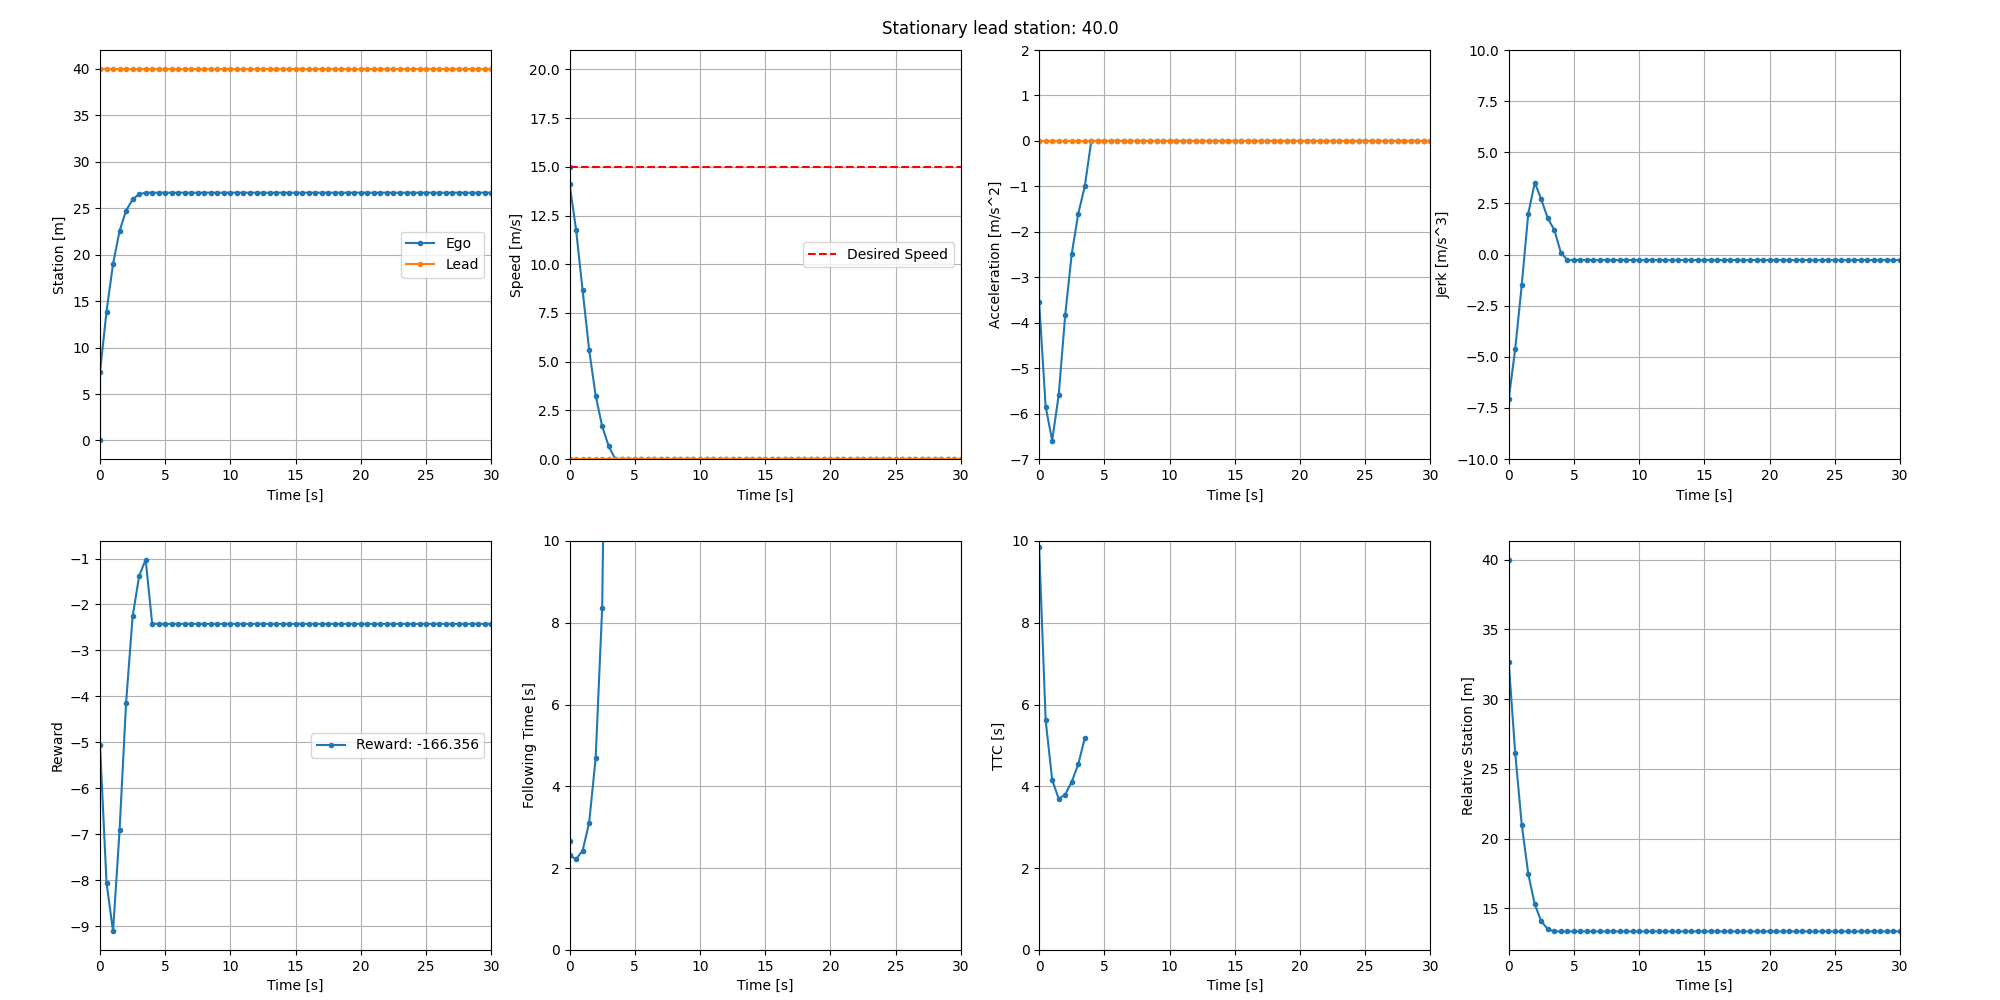 Stationary lead station: 40.0
Station [m]
40
35
30
25
20
15
10
5
0
Ego
Lead
0 5 10 15 20 25 30
Time [s]
Speed [m/s]
20.0
17.5
15.0
12.5
10.0
7.5
5.0
2.5
0.0
Desired Speed
0 5 10 15 20 25 30
Time [s]
Acceleration [m/s^2]
2
1
0
−1
−2
−3
−4
−5
−6
−7
0 5 10 15 20 25 30
Time [s]
Jerk [m/s^3]
10.0
7.5
5.0
2.5
0.0
−2.5
−5.0
−7.5
−10.0
0 5 10 15 20 25 30
Time [s]
Reward
−1
−2
−3
−4
−5
−6
−7
−8
−9
Reward: -166.356
0 5 10 15 20 25 30
Time [s]
Following Time [s]
10
8
6
4
2
0
0 5 10 15 20 25 30
Time [s]
TTC [s]
10
8
6
4
2
0
0 5 10 15 20 25 30
Time [s]
Relative Station [m]
40
35
30
25
20
15
0 5 10 15 20 25 30
Time [s]